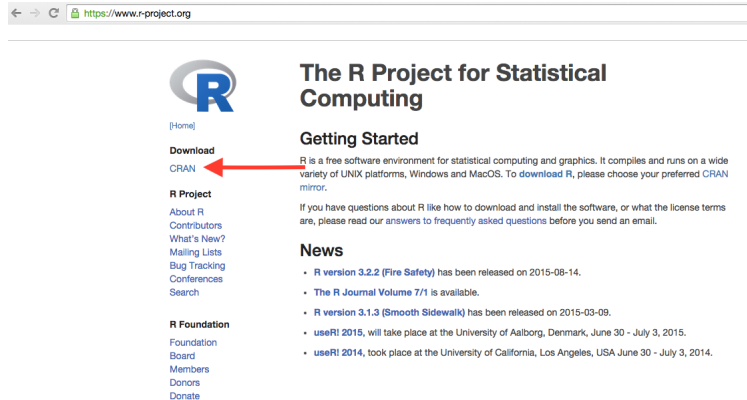 https://www.r-project.org
R
[Home]
Download
CRAN
R Project
About R
Contributors
What's New?
Mailing Lists
Bug Tracking
Conferences
Search
R Foundation
Foundation
Board
Members
Donors
Donate
The R Project for Statistical
Computing
Getting Started
R is a free software environment for statistical computing and graphics. It compiles and runs on a wide
variety of UNIX platforms, Windows and MacOS. To download R, please choose your preferred CRAN
mirror.
If you have questions about R like how to download and install the software, or what the license terms
are, please read our answers to frequently asked questions before you send an email.
News
• R version 3.2.2 (Fire Safety) has been released on 2015-08-14.
• The R Journal Volume 7/1 is available.
• R version 3.1.3 (Smooth Sidewalk) has been released on 2015-03-09.
• useR! 2015, will take place at the University of Aalborg, Denmark, June 30 - July 3, 2015.
• useR! 2014, took place at the University of California, Los Angeles, USA June 30 - July 3, 2014.